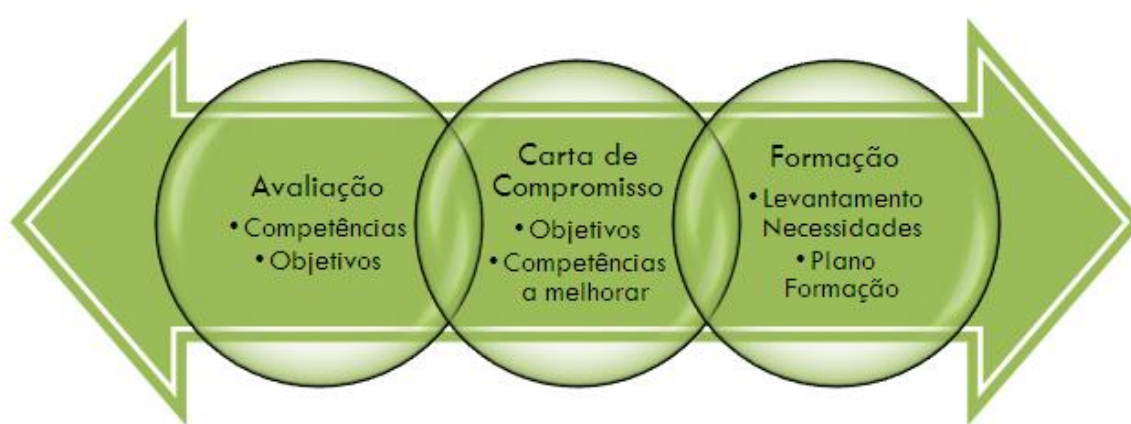 Avaliação
• Competências
• Objetivos
Carta de
Compromisso
• Objetivos
• Competências
a melhorar
Formação
• Levantamento
Necessidades
• Plano
Formação